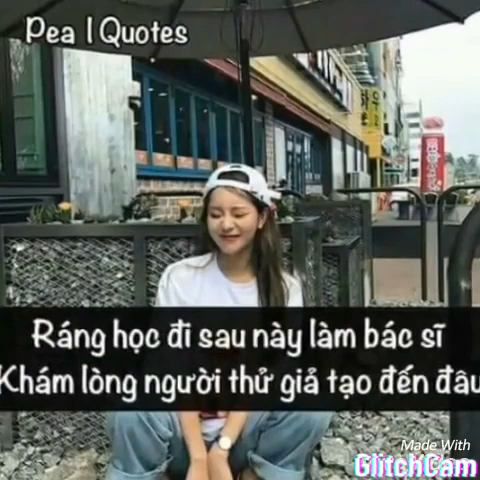 Pea | Quotes
Ráng học đi sau này làm bác sĩ
Khám lòng người thử giả tạo đến đâu
Made With
GlitchCam